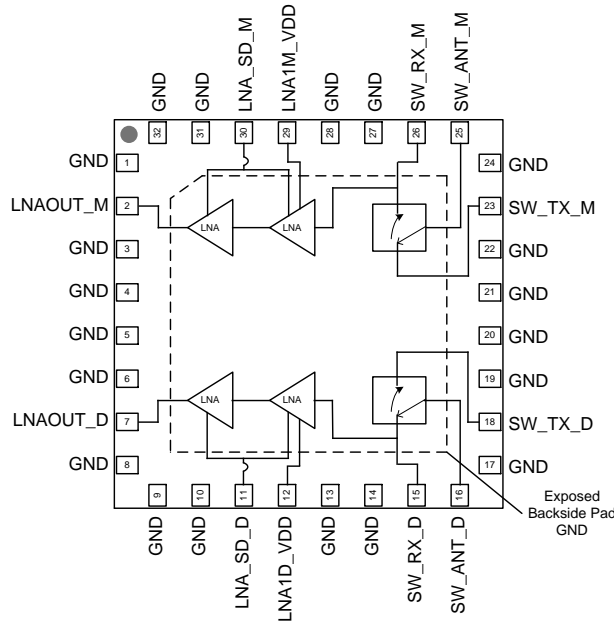 LNA_SD_M
LNA1M_VDD
SW_RX_M
SW_ANT_M
GND
GND
GND
GND
32
31
30
29
28
27
26
25
GND 1
24 GND
LNAOUT_M 2
23 SW_TX_M
GND 3
22 GND
LNA
LNA
GND 4
21 GND
GND 5
20 GND
GND 6
19 GND
LNA
LNA
LNAOUT_D 7
18 SW_TX_D
GND 8
17 GND
9
10
11
12
13
14
15
16
GND
GND
LNA_SD_D
LNA1D_VDD
GND
GND
SW_RX_D
SW_ANT_D
Exposed
Backside Pad
GND